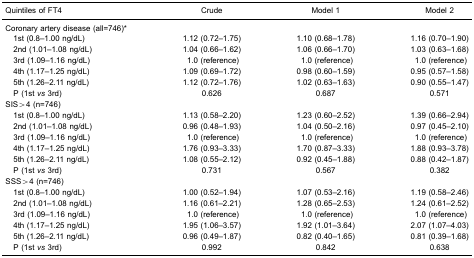 Quintiles of FT4 Crude Model 1 Model 2
Coronary artery disease (all=746)*
1st (0.8–1.00 ng/dL) 1.12 (0.72–1.75) 1.10 (0.68–1.78) 1.16 (0.70–1.90)
2nd (1.01–1.08 ng/dL) 1.04 (0.66–1.62) 1.06 (0.66–1.70) 1.03 (0.63–1.68)
3rd (1.09–1.16 ng/dL) 1.0 (reference) 1.0 (reference) 1.0 (reference)
4th (1.17–1.25 ng/dL) 1.09 (0.69–1.72) 0.98 (0.60–1.59) 0.95 (0.57–1.58)
5th (1.26–2.11 ng/dL) 1.12 (0.72–1.76) 1.02 (0.63–1.63) 0.90 (0.55–1.47)
P (1st vs 3rd) 0.626 0.687 0.571
SIS>4 (n=746)
1st (0.8–1.00 ng/dL) 1.13 (0.58–2.20) 1.23 (0.60–2.52) 1.39 (0.66–2.94)
2nd (1.01–1.08 ng/dL) 0.96 (0.48–1.93) 1.04 (0.50–2.16) 0.97 (0.45–2.10)
3rd (1.09–1.16 ng/dL) 1.0 (reference) 1.0 (reference) 1.0 (reference)
4th (1.17–1.25 ng/dL) 1.76 (0.93–3.33) 1.70 (0.87–3.33) 1.88 (0.93–3.78)
5th (1.26–2.11 ng/dL) 1.08 (0.55–2.12) 0.92 (0.45–1.88) 0.88 (0.42–1.87)
P (1st vs 3rd) 0.731 0.567 0.382
SSS>4 (n=746)
1st (0.8–1.00 ng/dL) 1.00 (0.52–1.94) 1.07 (0.53–2.16) 1.19 (0.58–2.46)
2nd (1.01–1.08 ng/dL) 1.16 (0.61–2.21) 1.28 (0.65–2.53) 1.24 (0.61–2.52)
3rd (1.09–1.16 ng/dL) 1.0 (reference) 1.0 (reference) 1.0 (reference)
4th (1.17–1.25 ng/dL) 1.95 (1.06–3.57) 1.92 (1.01–3.64) 2.07 (1.07–4.03)
5th (1.26–2.11 ng/dL) 0.96 (0.49–1.87) 0.82 (0.40–1.65) 0.81 (0.39–1.68)
P (1st vs 3rd) 0.992 0.842 0.638